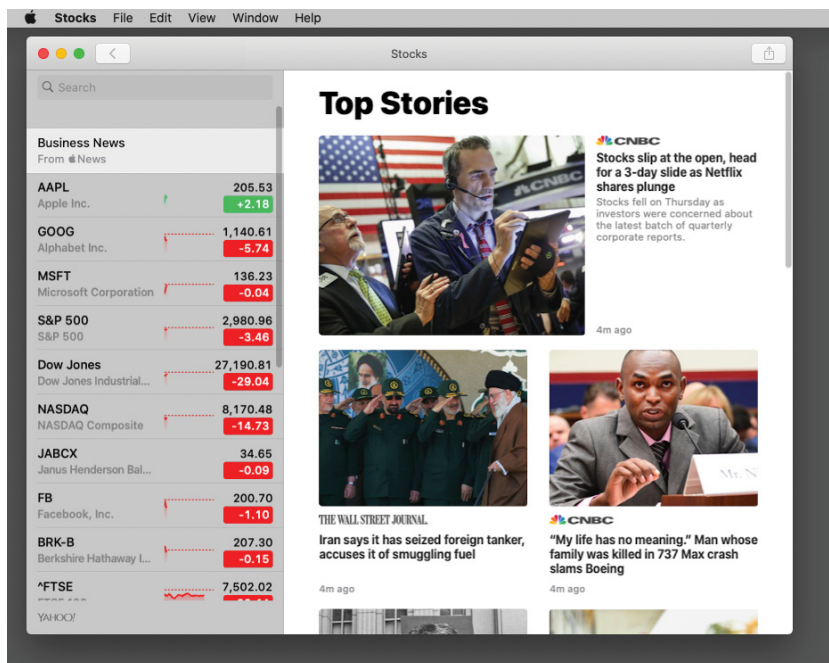 Stocks File Edit View Window Help
Stocks
Search
Business News
From News
AAPL 205.53
Apple Inc. +2.18
GOOG 1,140.61
Alphabet Inc. -5.74
MSFT 136.23
Microsoft Corporation -0.04
S&P 500 2,980.96
S&P 500 -3.46
Dow Jones 27,190.81
Dow Jones Industrial... -29.04
NASDAQ 8,170.48
NASDAQ Composite -14.73
JABCX 34.65
Janus Henderson Bal... -0.09
FB 200.70
Facebook, Inc. -1.10
BRK-B 207.30
Berkshire Hathaway I... -0.15
^FTSE 7,502.02
YAHOO!
Top Stories
CNBC
CNBC
Stocks slip at the open, head
for a 3-day slide as Netflix
shares plunge
Stocks fell on Thursday as
investors were concerned about
the latest batch of quarterly
corporate reports.
4m ago
THE WALL STREET JOURNAL.
Iran says it has seized foreign tanker,
accuses it of smuggling fuel
4m ago
Mr. N
CNBC
“My life has no meaning.” Man whose
family was killed in 737 Max crash
slams Boeing
4m ago